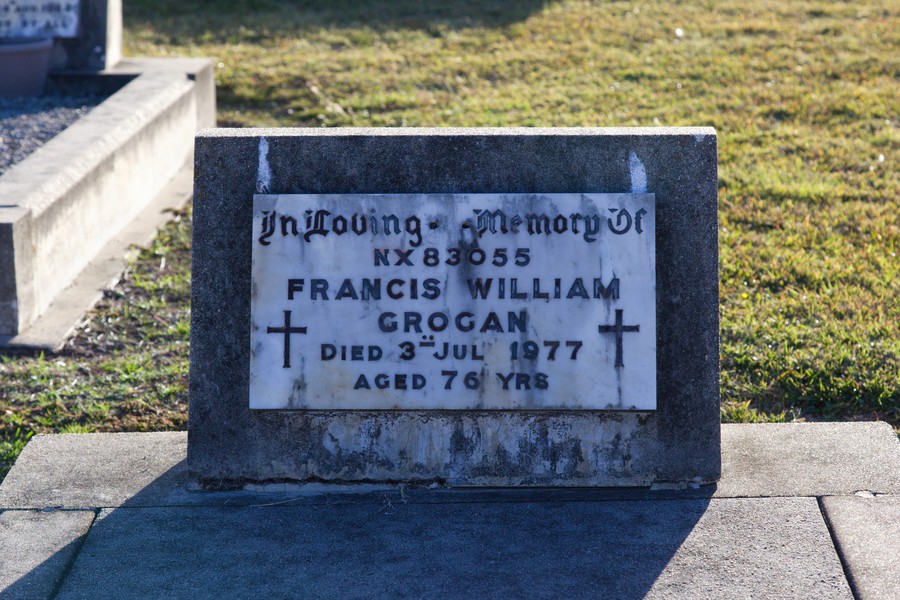 In Loving Memory Of
NX83055
FRANCIS WILLIAM
GROGAN
DIED 3RD JUL 1977
AGED 76 YRS